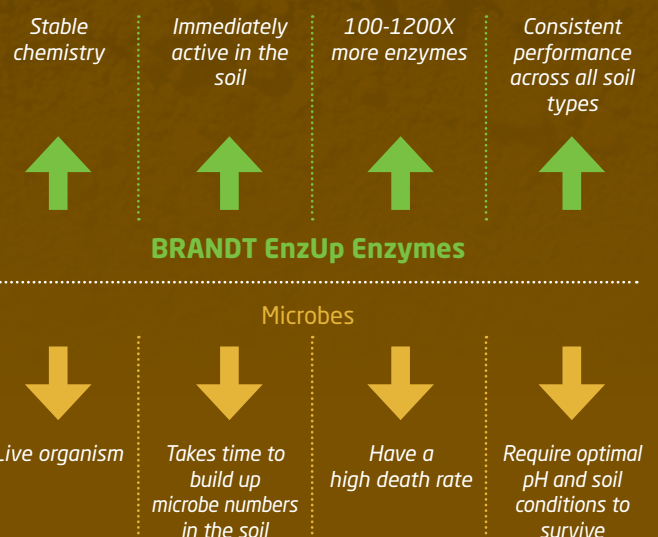 Stable
chemistry
Immediately
active in the
soil
100-1200X
more enzymes
Consistent
performance
across all soil
types
BRANDT EnzUp Enzymes
Microbes
Live organism
Takes time to
build up
microbe numbers
in the soil
Have a
high death rate
Require optimal
pH and soil
conditions to
survive